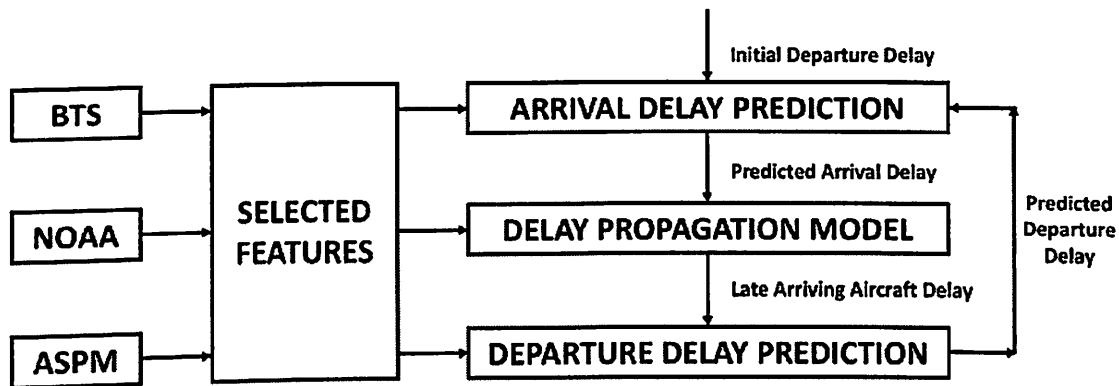 Initial Departure Delay
BTS
ARRIVAL DELAY PREDICTION
Predicted Arrival Delay
SELECTED
FEATURES
NOAA
DELAY PROPAGATION MODEL
Predicted
Departure
Delay
Late Arriving Aircraft Delay
ASPM
DEPARTURE DELAY PREDICTION